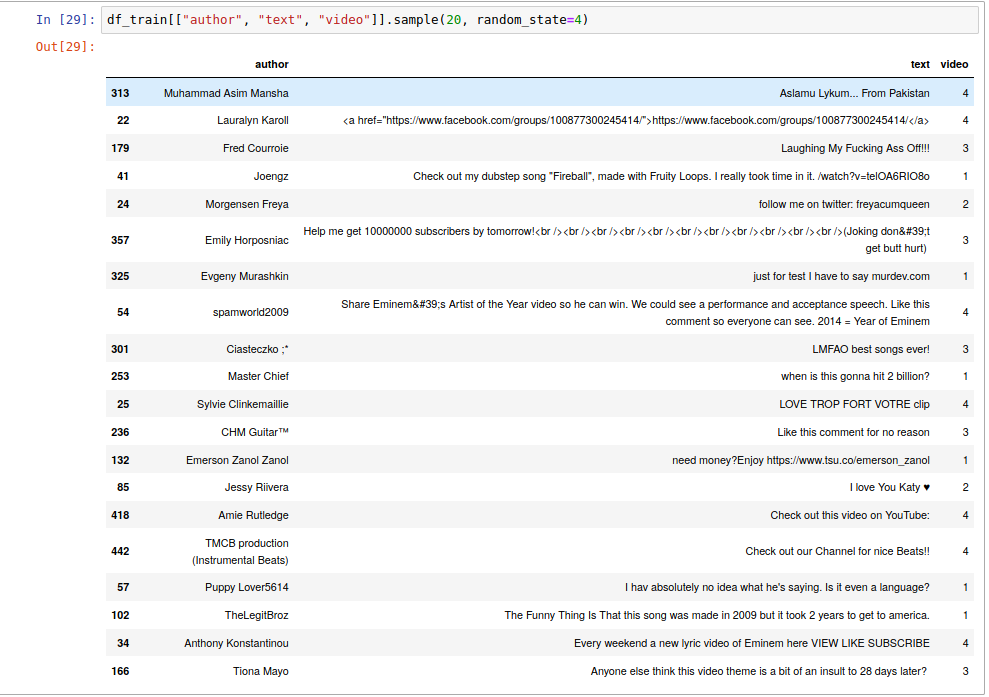 In [29]: df_train[["author", "text", "video"]].sample(20, random_state=4)
Out[29]:
author text video
313 Muhammad Asim Mansha Aslamu Lykum... From Pakistan 4
22 Lauralyn Karoll <a href="https://www.facebook.com/groups/100877300245414/">https://www.facebook.com/groups/100877300245414/</a> 4
179 Fred Courroie Laughing My Fucking Ass Off!!! 3
41 Joengz Check out my dubstep song "Fireball", made with Fruity Loops. I really took time in it. /watch?v=telOA6RIO8o 1
24 Morgensen Freya follow me on twitter: freyacumqueen 2
357 Emily Horposniac Help me get 10000000 subscribers by tomorrow!<br /><br /><br /><br /><br /><br /><br /><br /><br /><br /><br />(Joking don&#39;t
get butt hurt) 3
325 Evgeny Murashkin just for test I have to say murdev.com 1
54 spamworld2009 Share Eminem&#39;s Artist of the Year video so he can win. We could see a performance and acceptance speech. Like this
comment so everyone can see. 2014 = Year of Eminem 4
301 Ciasteczko ;* LMFAO best songs ever! 3
253 Master Chief when is this gonna hit 2 billion? 1
25 Sylvie Clinkemaillie LOVE TROP FORT VOTRE clip 4
236 CHM Guitar™ Like this comment for no reason 3
132 Emerson Zanol Zanol need money?Enjoy https://www.tsu.co/emerson_zanol 1
85 Jessy Riivera I love You Katy ♥ 2
418 Amie Rutledge Check out this video on YouTube: 4
442 TMCB production
(Instrumental Beats) Check out our Channel for nice Beats!! 4
57 Puppy Lover5614 I hav absolutely no idea what he's saying. Is it even a language? 1
102 TheLegitBroz The Funny Thing Is That this song was made in 2009 but it took 2 years to get to america. 1
34 Anthony Konstantinou Every weekend a new lyric video of Eminem here VIEW LIKE SUBSCRIBE 4
166 Tiona Mayo Anyone else think this video theme is a bit of an insult to 28 days later? 3